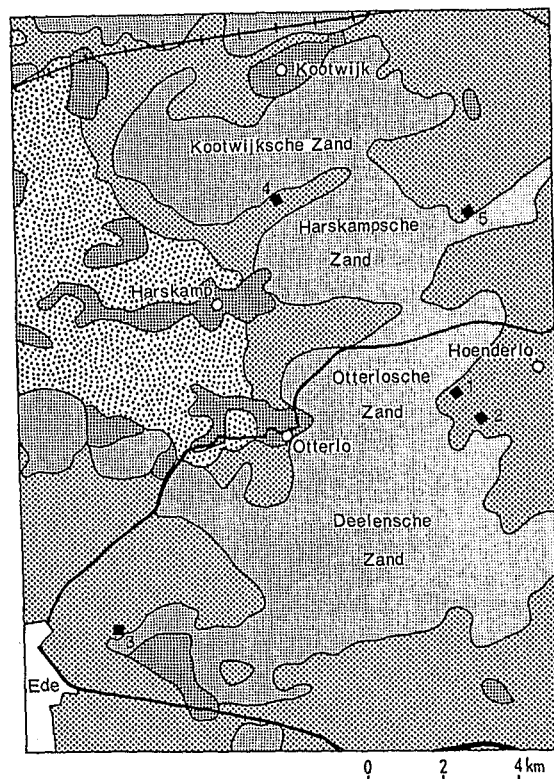 Kootwijk
Kootwijksche Zand
4
5
Harskampsche
Zand
Harskamp
Hoenderlo
Otterlosche
Zand
1
2
Otterlo
Deelensche
Zand
3
Ede
0 2 4 km